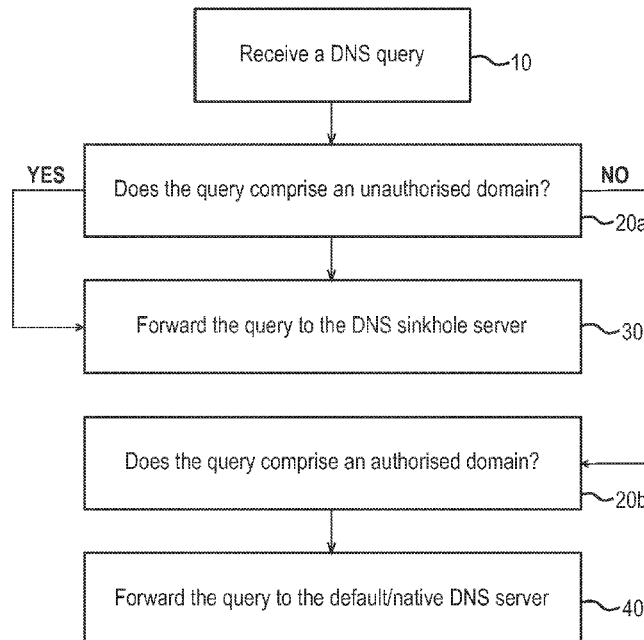 Receive a DNS query
10
YES
Does the query comprise an unauthorised domain?
NO
20a
Forward the query to the DNS sinkhole server
30
Does the query comprise an authorised domain?
20b
Forward the query to the default/native DNS server
40